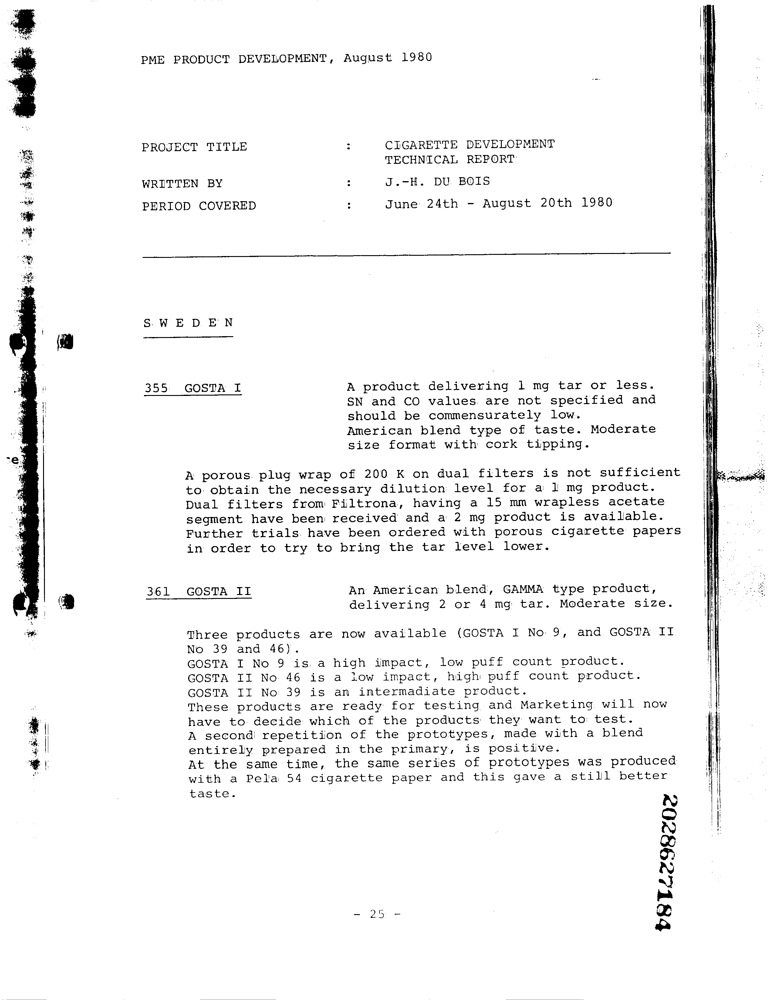 PME PRODUCT DEVELOPMENT, August 1980
PROJECT TITLE : CIGARETTE DEVELOPMENT
TECHNICAL REPORT
WRITTEN BY : J.-H. DU BOIS
PERIOD COVERED : June 24th - August 20th 1980
S W E D E N
355 GOSTA I A product delivering 1 mg tar or less.
SN and CO values are not specified and
should be commensurately low.
American blend type of taste. Moderate
size format with cork tipping.
A porous plug wrap of 200 K on dual filters is not sufficient
to obtain the necessary dilution level for a 1 mg product.
Dual filters from Filtrona, having a 15 mm wrapless acetate
segment have been received and a 2 mg product is available.
Further trials have been ordered with porous cigarette papers
in order to try to bring the tar level lower.
361 GOSTA II An American blend, GAMMA type product,
delivering 2 or 4 mg tar. Moderate size.
Three products are now available (GOSTA I No 9, and GOSTA II
No 39 and 46).
GOSTA I No 9 is a high impact, low puff count product.
GOSTA II No 46 is a low impact, high puff count product.
GOSTA II No 39 is an intermadiate product.
These products are ready for testing and Marketing will now
have to decide which of the products they want to test.
A second repetition of the prototypes, made with a blend
entirely prepared in the primary, is positive.
At the same time, the same series of prototypes was produced
with a Pela 54 cigarette paper and this gave a still better
taste.
2028627184
- 25 -